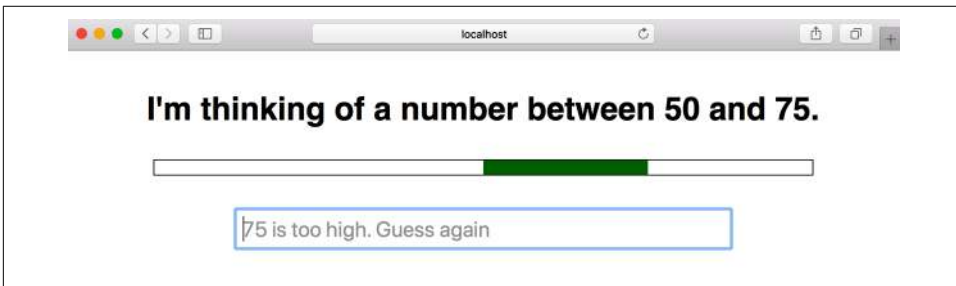 localhost
I'm thinking of a number between 50 and 75.
75 is too high. Guess again